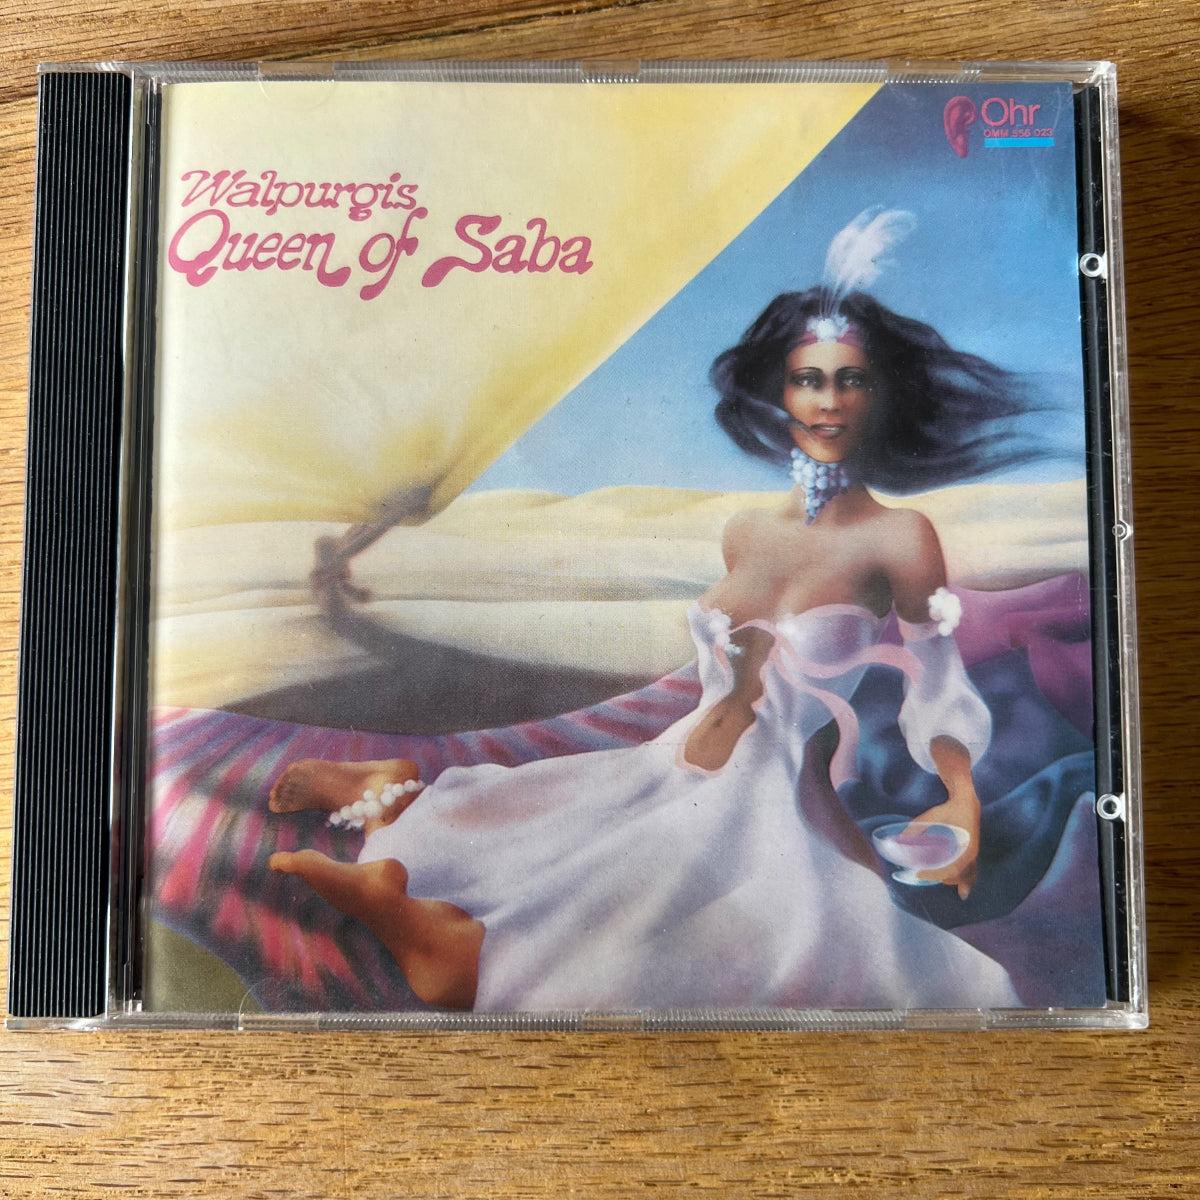 Walpurgis
Queen of Saba
Ohr
OMM 556 023